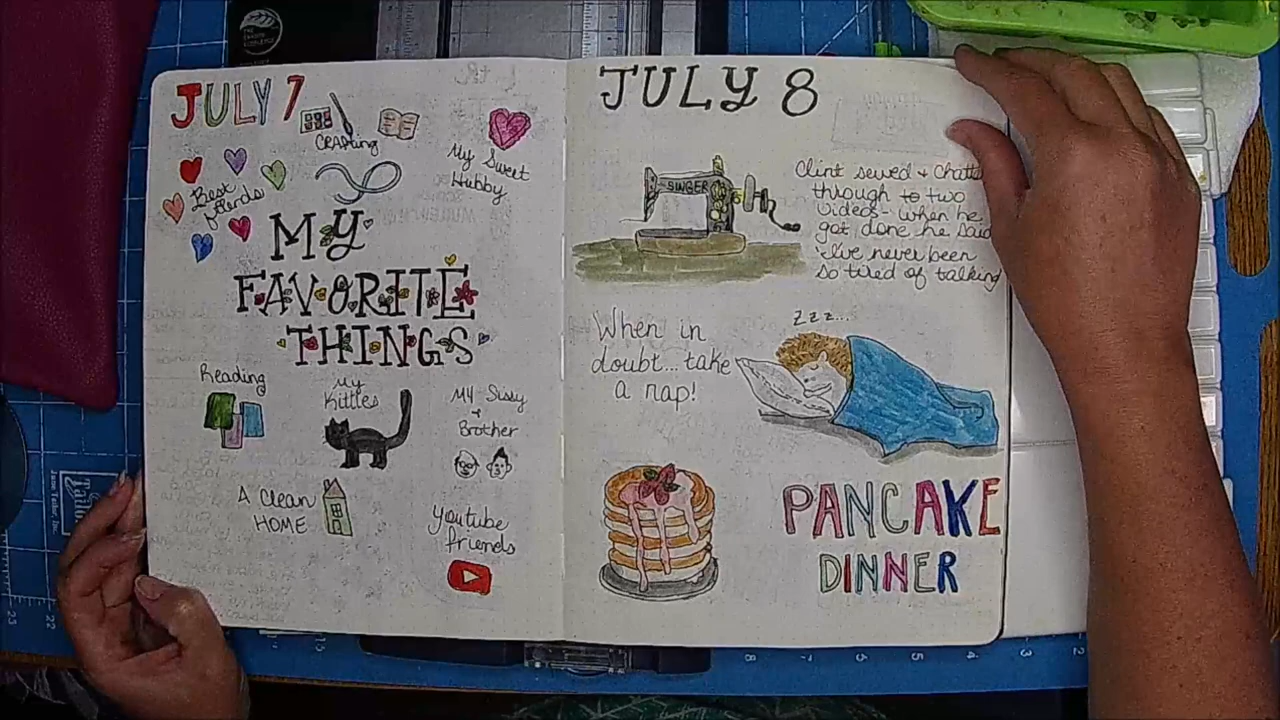 JULY 7
CRAFting
My Sweet
Hubby
Best
friends
MY
FAVORITE
THINGS
Reading
My
Kitties
My Sissy
+
Brother
A Clean
HOME
Youtube
friends
JULY 8
SINGER
Clint sewed +
through to two
Videos - when he
got done he said
I've never been
so tired of talking
zzz...
When in
doubt... take
a nap!
PANCAKE
DINNER